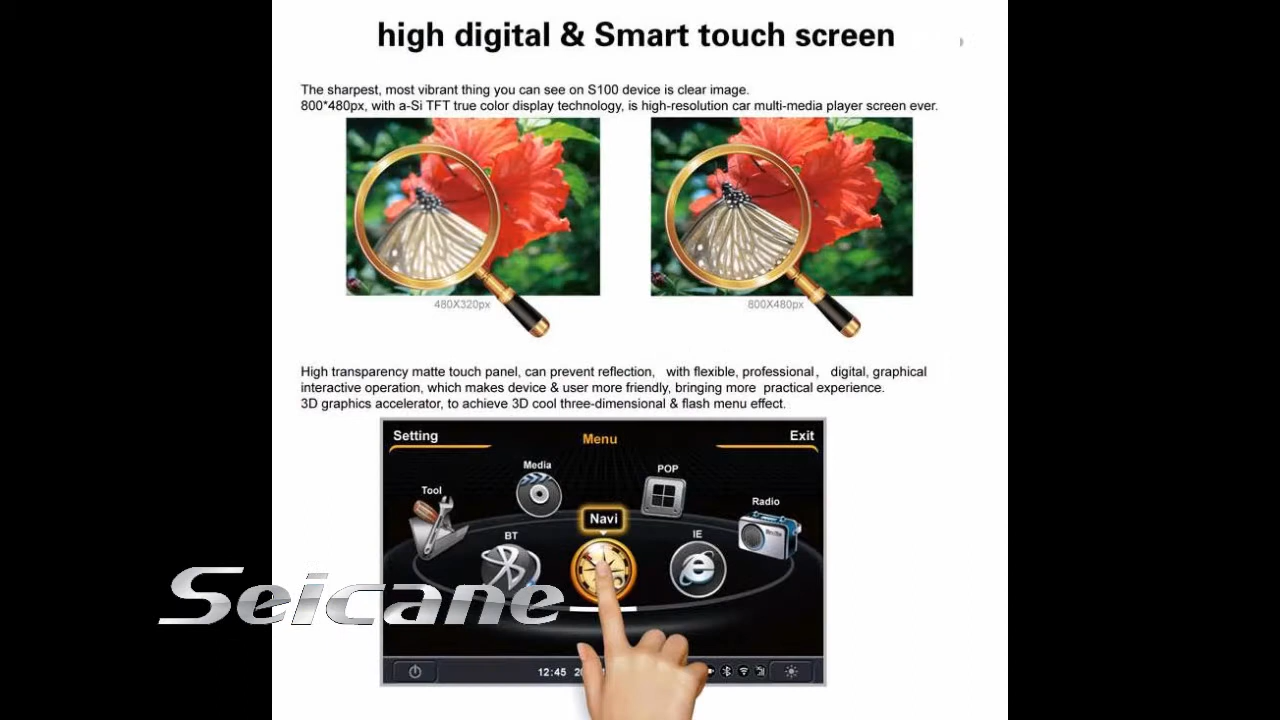 high digital & Smart touch screen
The sharpest, most vibrant thing you can see on S100 device is clear image.
800*480px, with a-Si TFT true color display technology, is high-resolution car multi-media player screen ever.
480X320px
800X480px
High transparency matte touch panel, can prevent reflection, with flexible, professional, digital, graphical
interactive operation, which makes device & user more friendly, bringing more practical experience.
3D graphics accelerator, to achieve 3D cool three-dimensional & flash menu effect.
Setting
Menu
Exit
Media
POP
Tool
Radio
Navi
BT
IE
Seicane
12:45